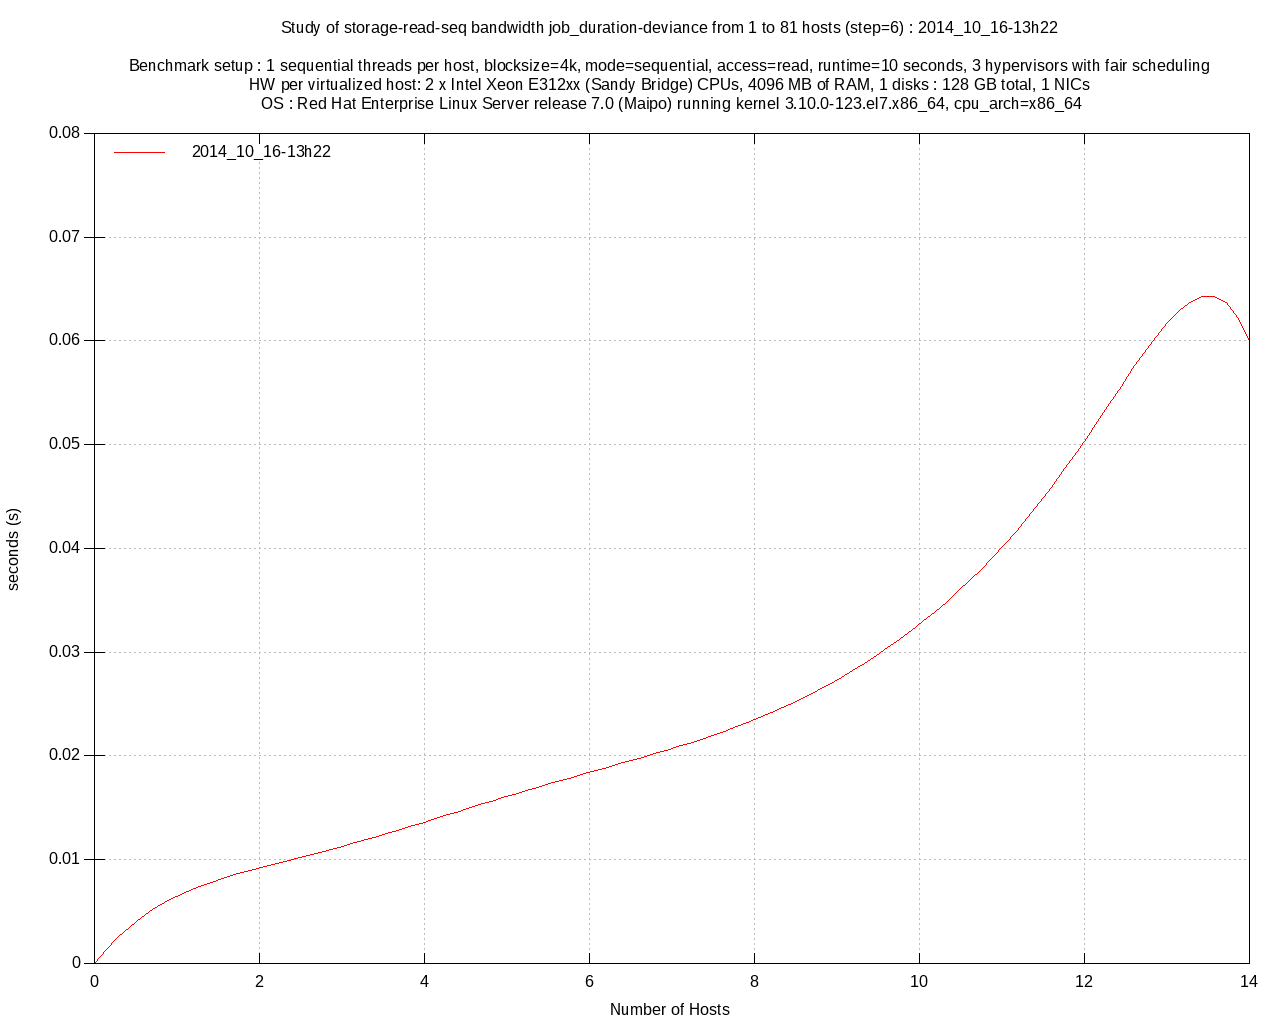 Study of storage-read-seq bandwidth job_duration-deviance from 1 to 81 hosts (step=6) : 2014_10_16-13h22
Benchmark setup : 1 sequential threads per host, blocksize=4k, mode=sequential, access=read, runtime=10 seconds, 3 hypervisors with fair scheduling
HW per virtualized host: 2 x Intel Xeon E312xx (Sandy Bridge) CPUs, 4096 MB of RAM, 1 disks : 128 GB total, 1 NICs
OS : Red Hat Enterprise Linux Server release 7.0 (Maipo) running kernel 3.10.0-123.el7.x86_64, cpu_arch=x86_64
0.08
2014_10_16-13h22
0.07
0.06
0.05
0.04
0.03
0.02
0.01
0
seconds (s)
0 2 4 6 8 10 12 14
Number of Hosts